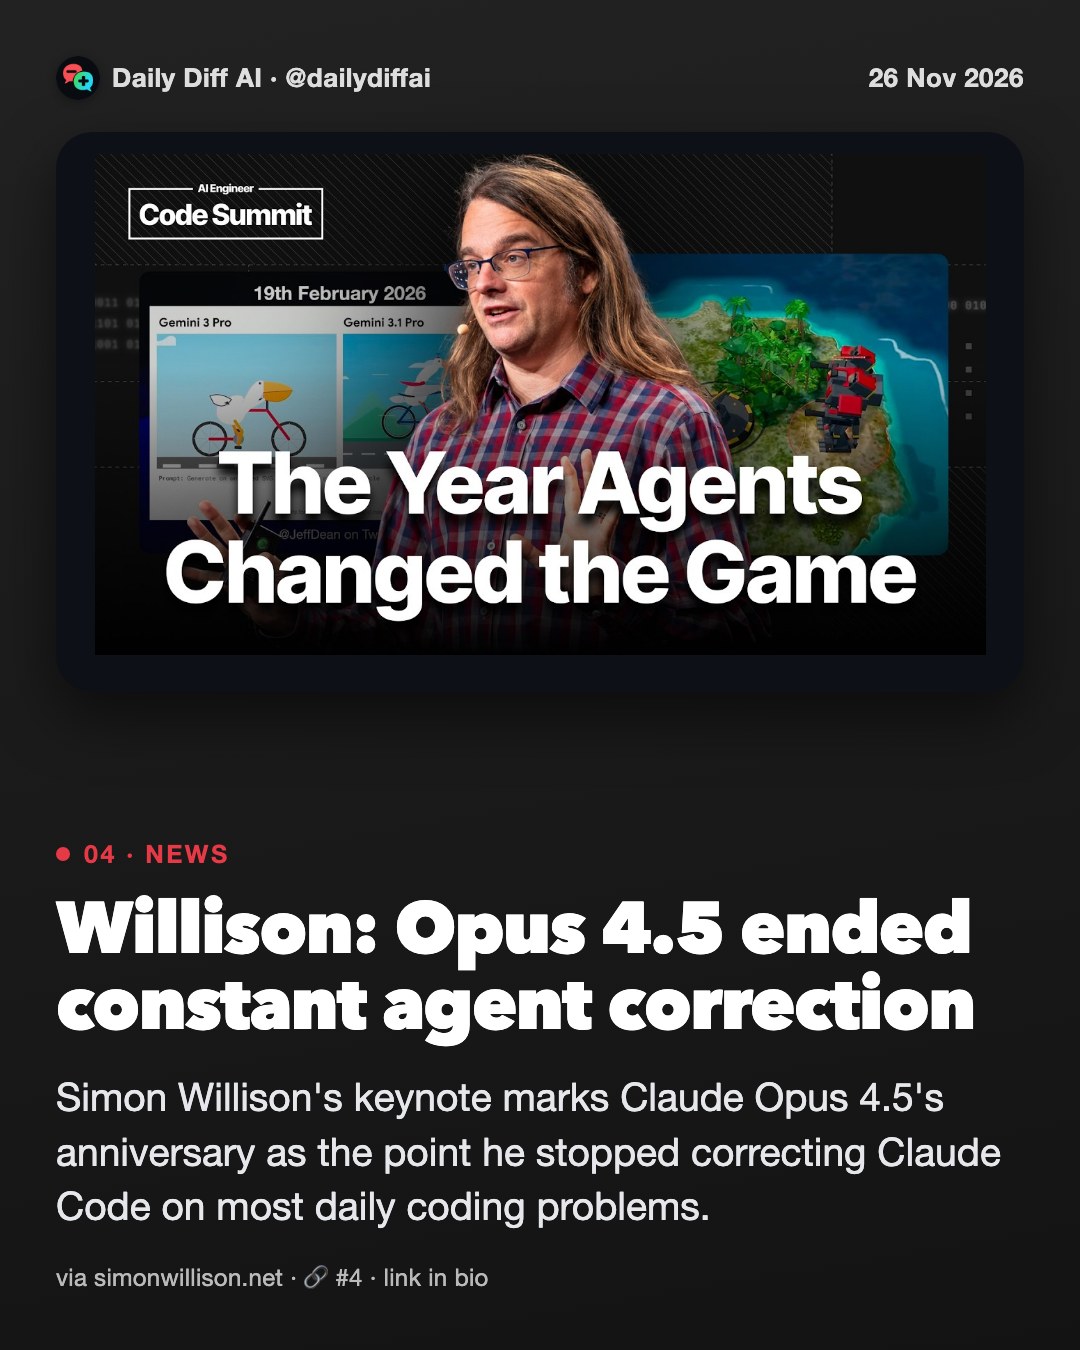 Daily Diff AI · @dailydiffai
26 Nov 2026
AI Engineer
Code Summit
19th February 2026
Gemini 3 Pro
Gemini 3.1 Pro
@JeffDean on Tw
The Year Agents
Changed the Game
04 · NEWS
Willison: Opus 4.5 ended
constant agent correction
Simon Willison's keynote marks Claude Opus 4.5's
anniversary as the point he stopped correcting Claude
Code on most daily coding problems.
via simonwillison.net · 🔗 #4 · link in bio